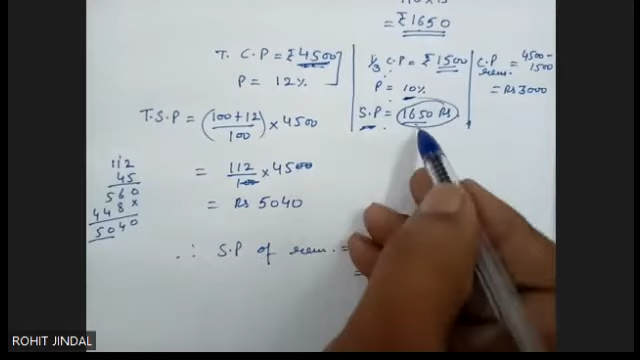 = ₹1650
T. C.P = ₹4500
P = 12%
T.S.P = (100+12/100) × 4500
= 112/100 × 4500
= Rs 5040
∴ S.P of rem. =
=
1/3 C.P = ₹1500
P = 10%
S.P = 1650 Rs
C.P rem. = 4500 - 1500
= Rs 3000
112
45
560
448×
5040
ROHIT JINDAL